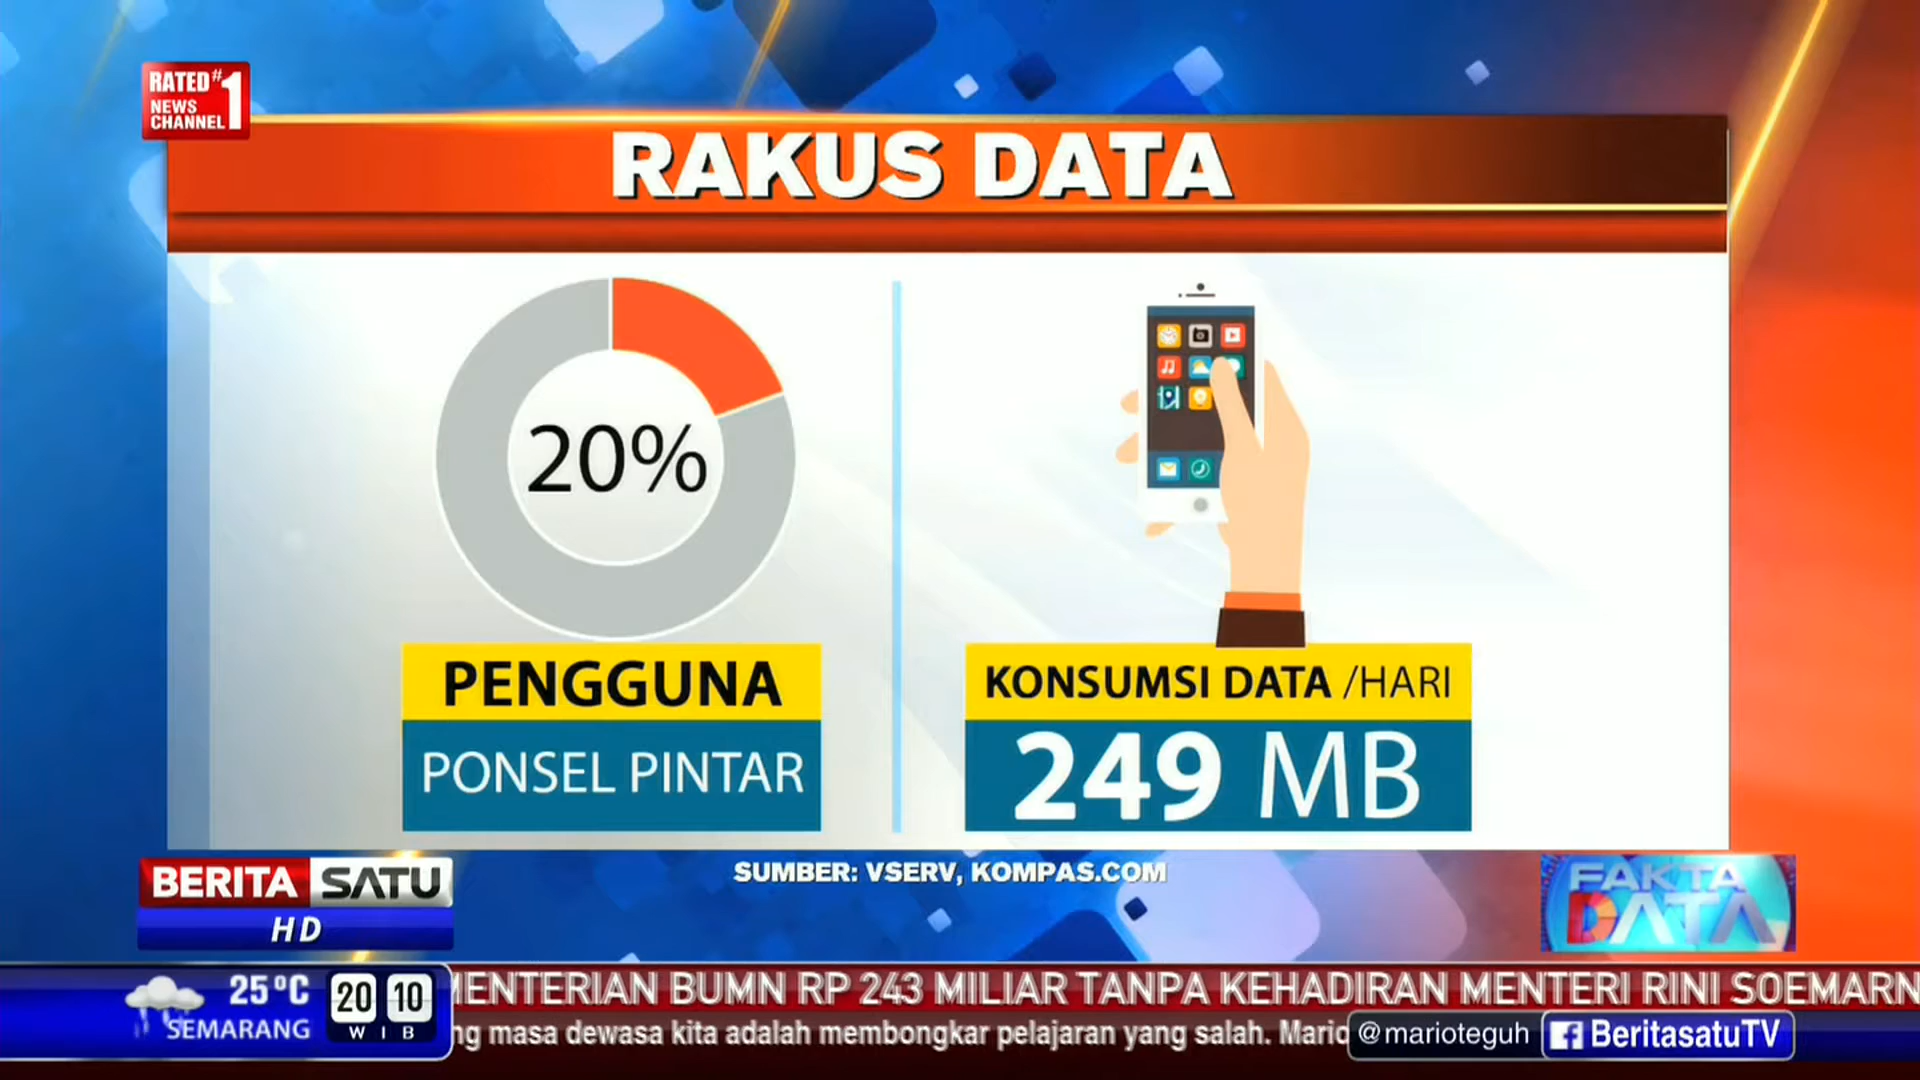 RATED #1
NEWS
CHANNEL
RAKUS DATA
20%
PENGGUNA
PONSEL PINTAR
KONSUMSI DATA /HARI
249 MB
SUMBER: VSERV, KOMPAS.COM
BERITA SATU
HD
FAKTA
DATA
25°C
SEMARANG
20 10
WIB
MENTERIAN BUMN RP 243 MILIAR TANPA KEHADIRAN MENTERI RINI SOEMARN
ng masa dewasa kita adalah membongkar pelajaran yang salah. Mario
@marioteguh
BeritasatuTV